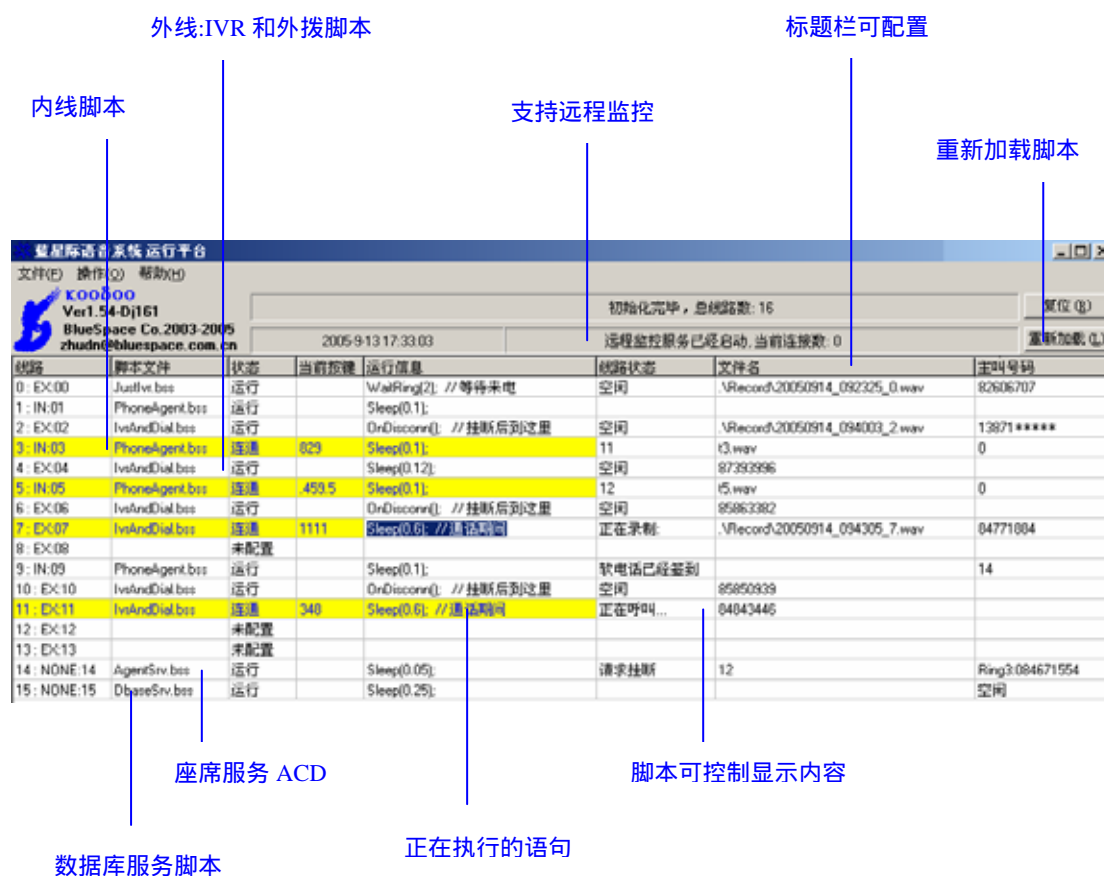 外线:IVR 和外拨脚本
标题栏可配置
内线脚本
支持远程监控
重新加载脚本
蓝星际语音系统 运行平台
文件(F) 操作(O) 帮助(H)
KOODOO
Ver1.54-Dj161
BlueSpace Co.2003-2005
zhudn@bluespace.com.cn
初始化完毕，总线路数: 16
复位(R)
2005-9-13 17:33:03
远程监控服务已经启动, 当前连接数: 0
重新加载(L)
线路 脚本文件 状态 当前按键 运行信息 线路状态 文件名 主叫号码
0 : EX:00 JustIvr.bss 运行 WaitRing(2); //等待来电 空闲 .\Record\20050914_092325_0.wav 82606707
1 : IN:01 PhoneAgent.bss 运行 Sleep(0.1);
2 : EX:02 IvsAndDial.bss 运行 OnDisconn(); //挂断后到这里 空闲 .\Record\20050914_094003_2.wav 13871*****
3 : IN:03 PhoneAgent.bss 连通 829 Sleep(0.1); 11 t3.wav 0
4 : EX:04 IvsAndDial.bss 运行 Sleep(0.12); 空闲 87393996
5 : IN:05 PhoneAgent.bss 连通 .459.5 Sleep(0.1); 12 t5.wav 0
6 : EX:06 IvsAndDial.bss 运行 OnDisconn(); //挂断后到这里 空闲 85863382
7 : EX:07 IvsAndDial.bss 连通 1111 Sleep(0.6); //通话期间 正在录制: .\Record\20050914_094305_7.wav 84771884
8 : EX:08 未配置
9 : IN:09 PhoneAgent.bss 运行 Sleep(0.1); 软电话已经签到 14
10 : EX:10 IvsAndDial.bss 运行 OnDisconn(); //挂断后到这里 空闲 85850939
11 : EX:11 IvsAndDial.bss 连通 348 Sleep(0.6); //通话期间 正在呼叫... 84843446
12 : EX:12 未配置
13 : EX:13 未配置
14 : NONE:14 AgentSrv.bss 运行 Sleep(0.05); 请求挂断 12 Ring3:084671554
15 : NONE:15 DbaseSrv.bss 运行 Sleep(0.25); 空闲
座席服务 ACD
脚本可控制显示内容
正在执行的语句
数据库服务脚本